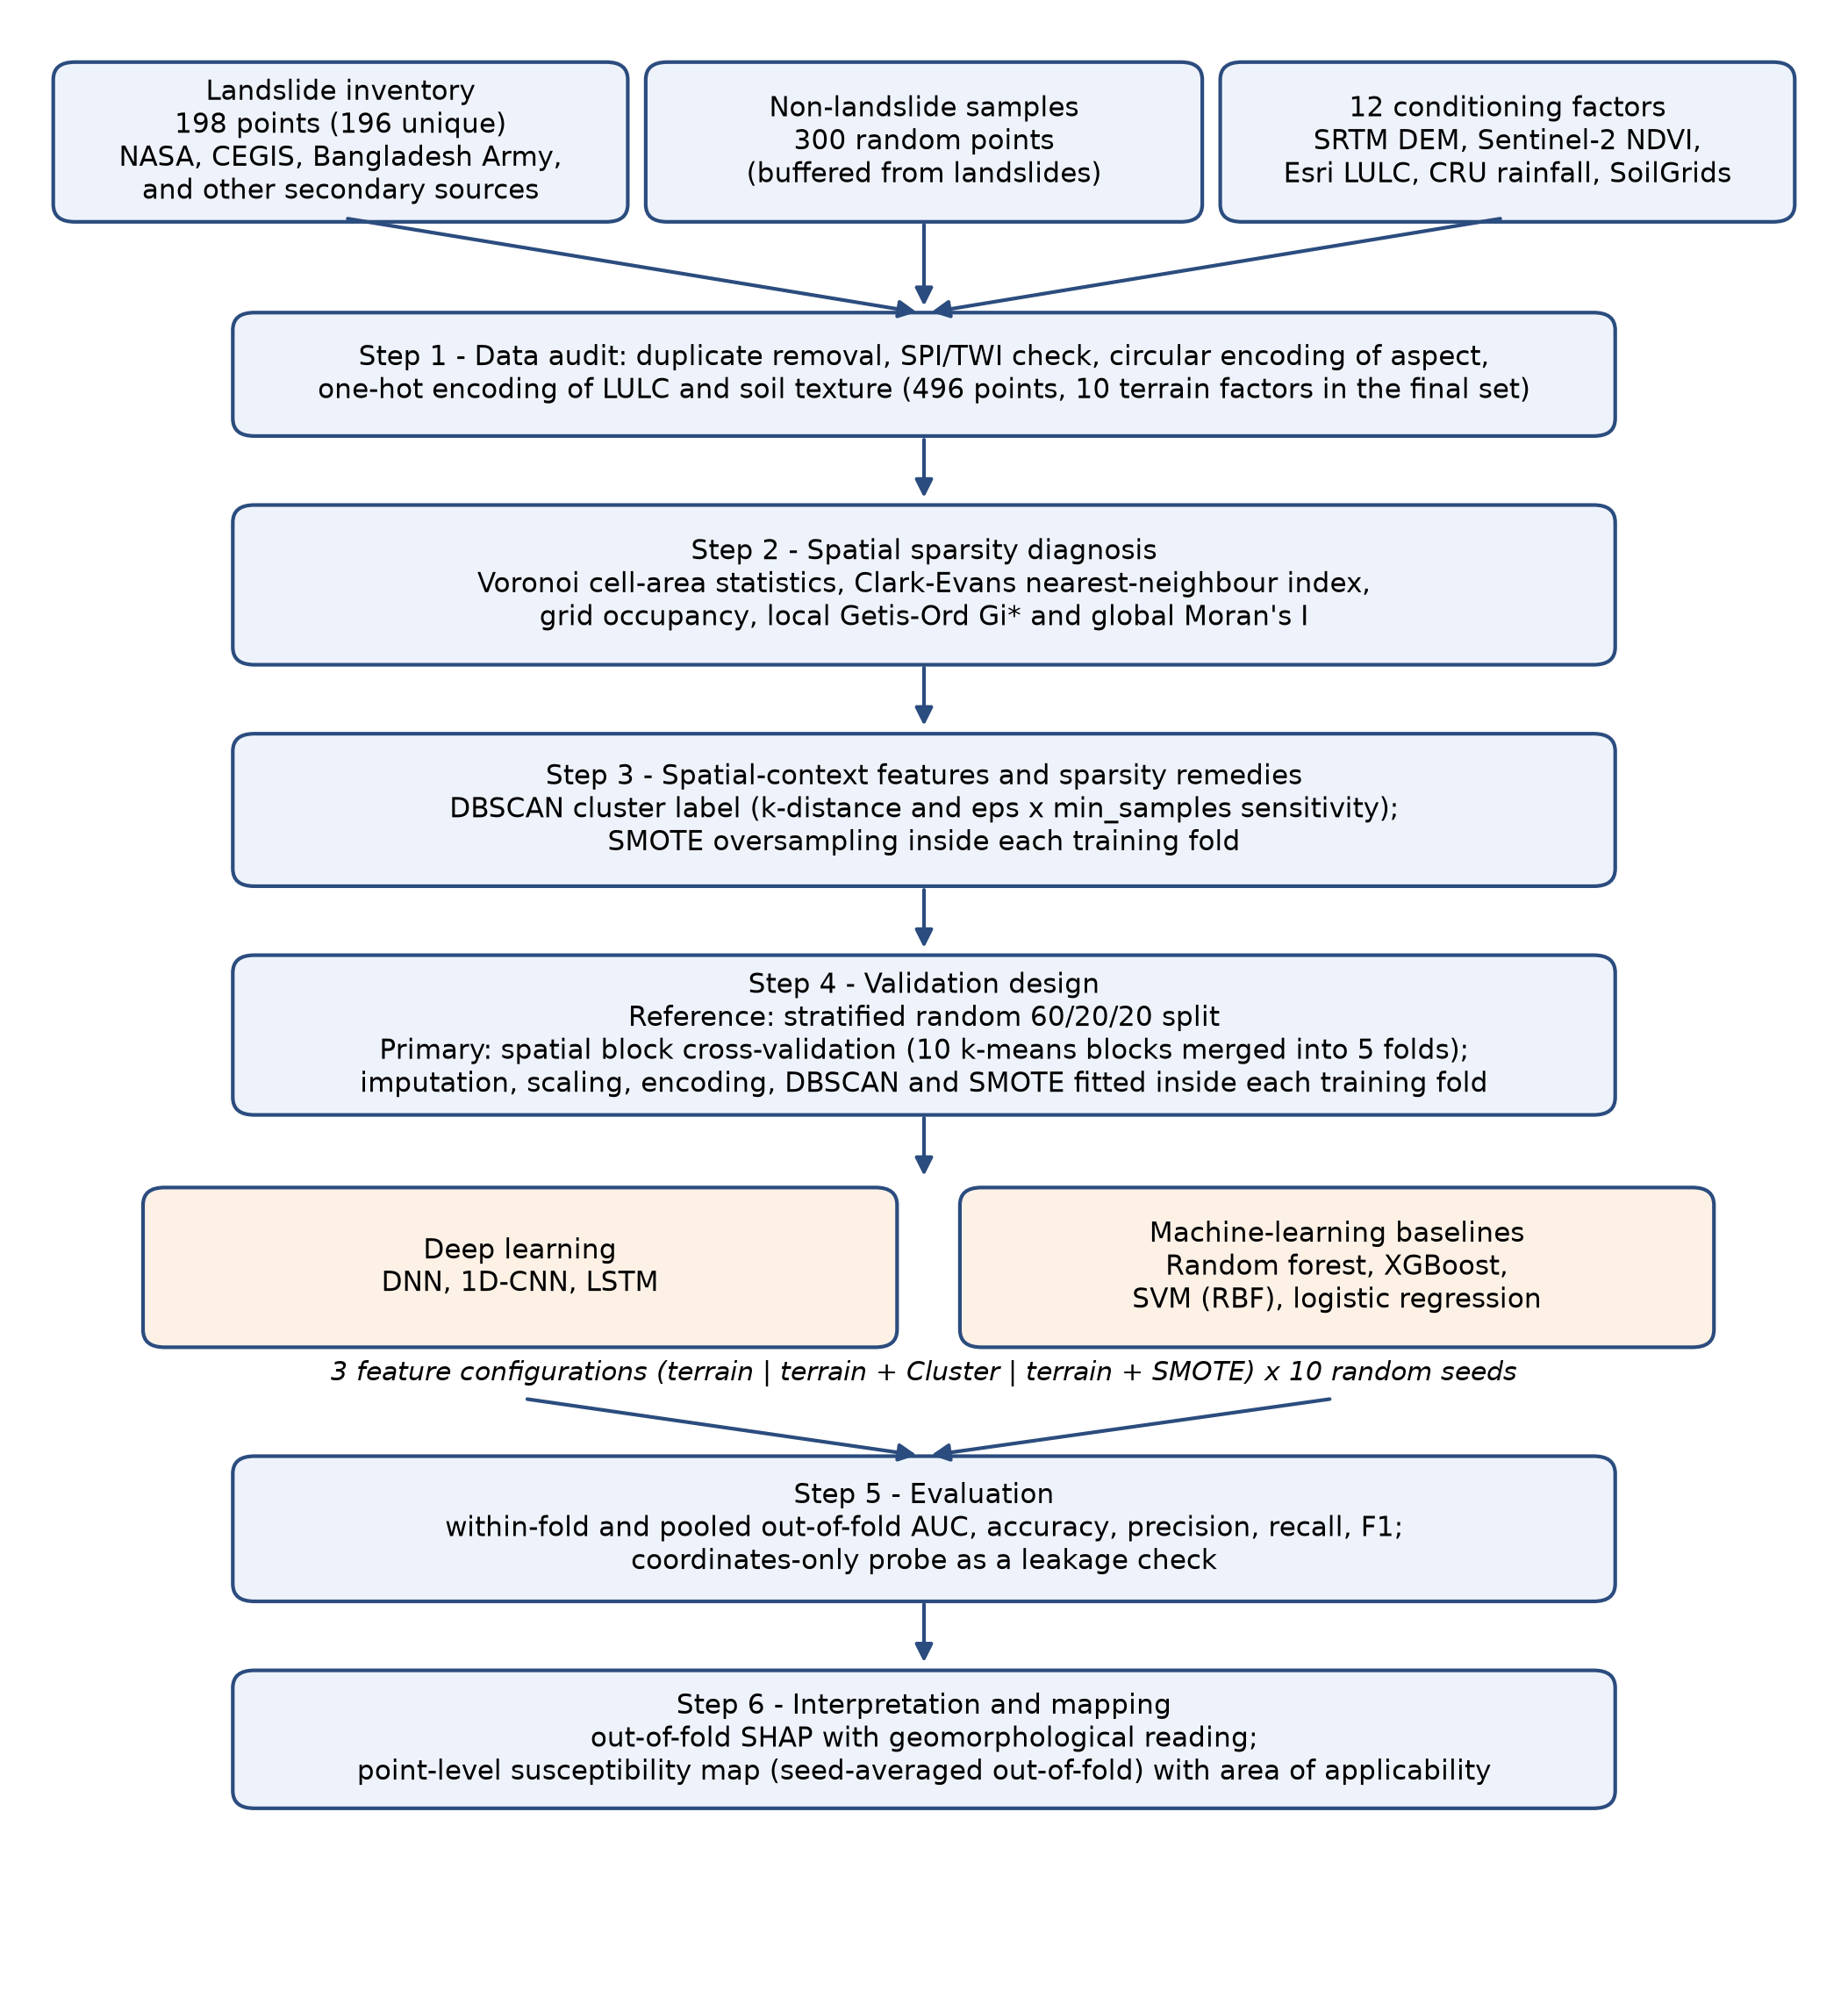 Landslide inventory
198 points (196 unique)
NASA, CEGIS, Bangladesh Army,
and other secondary sources
Non-landslide samples
300 random points
(buffered from landslides)
12 conditioning factors
SRTM DEM, Sentinel-2 NDVI,
Esri LULC, CRU rainfall, SoilGrids
Step 1 - Data audit: duplicate removal, SPI/TWI check, circular encoding of aspect,
one-hot encoding of LULC and soil texture (496 points, 10 terrain factors in the final set)
Step 2 - Spatial sparsity diagnosis
Voronoi cell-area statistics, Clark-Evans nearest-neighbour index,
grid occupancy, local Getis-Ord Gi* and global Moran's I
Step 3 - Spatial-context features and sparsity remedies
DBSCAN cluster label (k-distance and eps x min_samples sensitivity);
SMOTE oversampling inside each training fold
Step 4 - Validation design
Reference: stratified random 60/20/20 split
Primary: spatial block cross-validation (10 k-means blocks merged into 5 folds);
imputation, scaling, encoding, DBSCAN and SMOTE fitted inside each training fold
Deep learning
DNN, 1D-CNN, LSTM
Machine-learning baselines
Random forest, XGBoost,
SVM (RBF), logistic regression
3 feature configurations (terrain | terrain + Cluster | terrain + SMOTE) x 10 random seeds
Step 5 - Evaluation
within-fold and pooled out-of-fold AUC, accuracy, precision, recall, F1;
coordinates-only probe as a leakage check
Step 6 - Interpretation and mapping
out-of-fold SHAP with geomorphological reading;
point-level susceptibility map (seed-averaged out-of-fold) with area of applicability